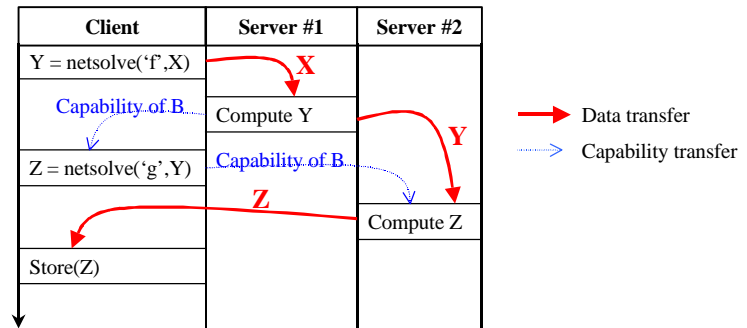 Client Server #1 Server #2
Y = netsolve(‘f’,X)
X
Capability of B
Compute Y
Y
Z = netsolve(‘g’,Y)
Capability of B
Z
Compute Z
Store(Z)
Data transfer
Capability transfer